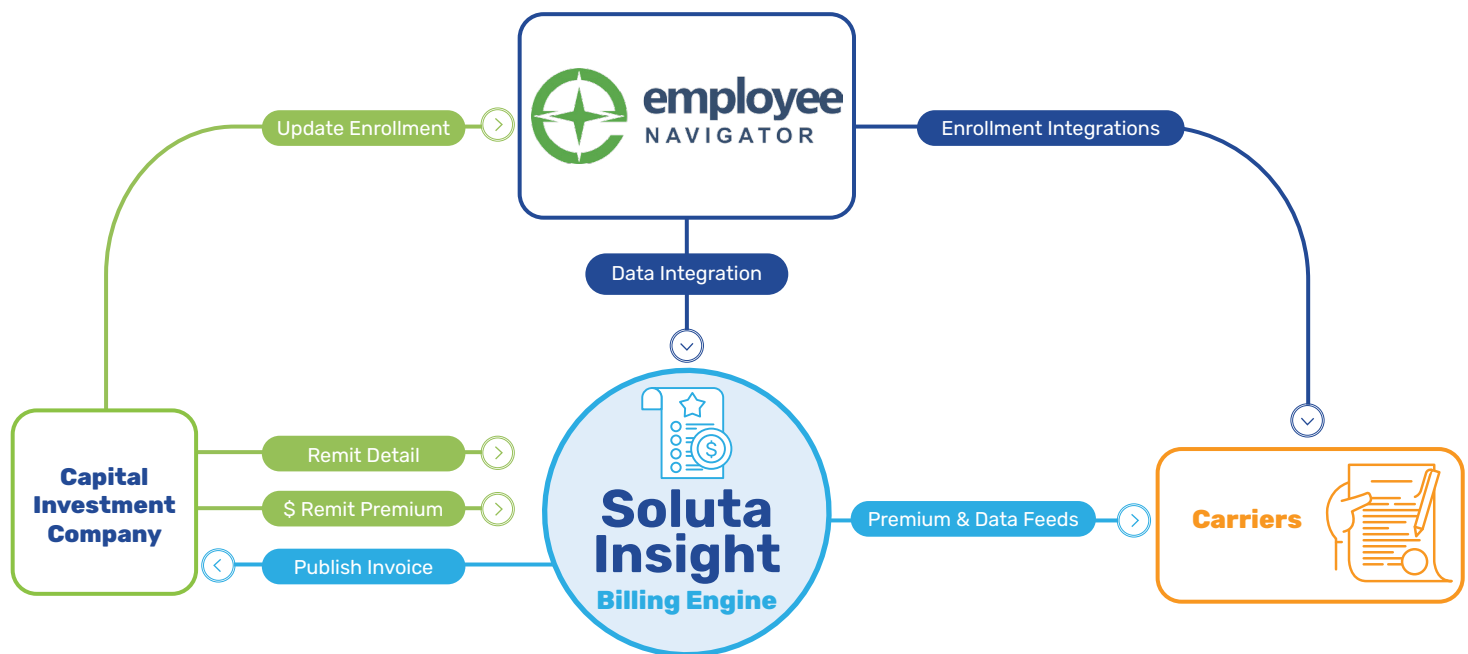 employee
NAVIGATOR
Update Enrollment
Enrollment Integrations
Data Integration
Capital
Investment
Company
Remit Detail
$ Remit Premium
Publish Invoice
$
Soluta
Insight
Billing Engine
Premium & Data Feeds
Carriers